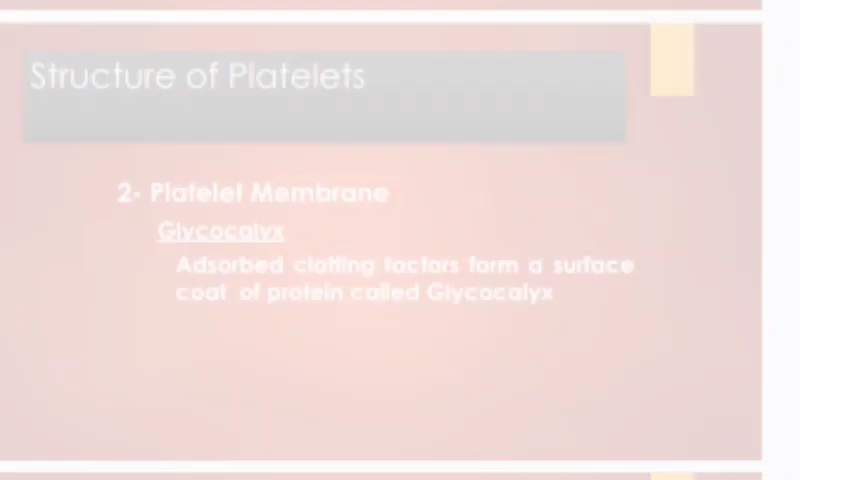 Structure of Platelets
2- Platelet Membrane
Glycocalyx
Adsorbed clotting factors form a surface
coat of protein called Glycocalyx